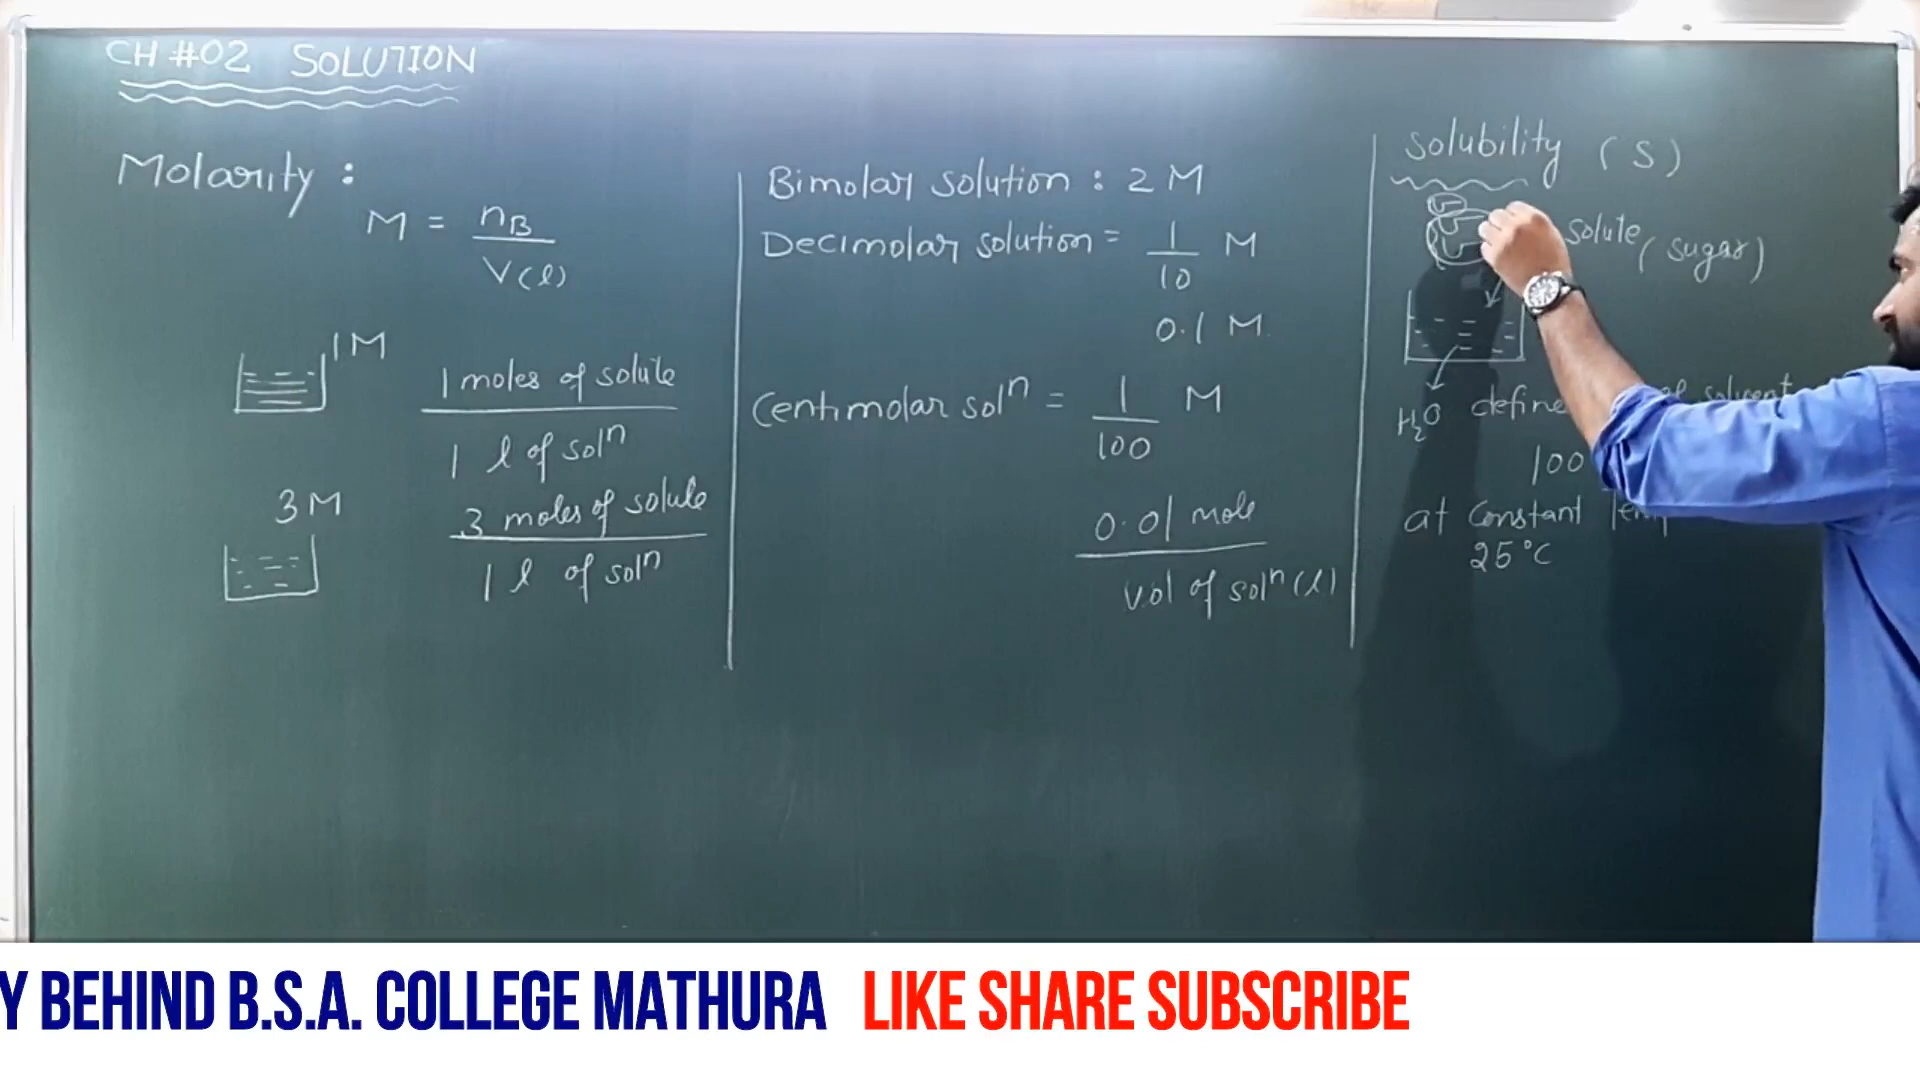 CH #02 SOLUTION
Molarity :
M = nB
V(l)
1M
1 moles of solute
1 l of solⁿ
3M
3 moles of solute
1 l of solⁿ
Bimolar solution : 2 M
Decimolar solution = 1/10 M
0.1 M
Centimolar solⁿ = 1/100 M
0.01 mole
vol of solⁿ (l)
solubility (S)
solute (sugar)
H₂O
define of solvent
100
at constant
25°C
Y BEHIND B.S.A. COLLEGE MATHURA LIKE SHARE SUBSCRIBE